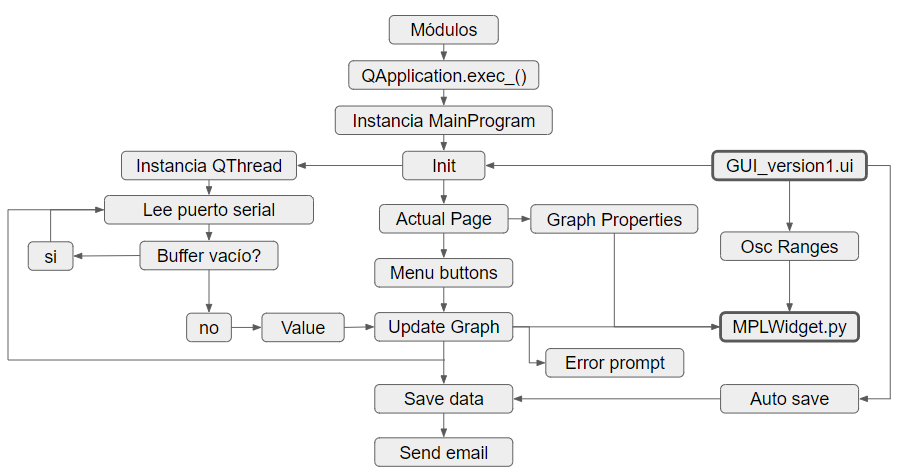 Módulos
QApplication.exec_()
Instancia MainProgram
Instancia QThread
Init
GUI_version1.ui
Lee puerto serial
Actual Page
Graph Properties
si
Buffer vacío?
Menu buttons
Osc Ranges
no
Value
Update Graph
MPLWidget.py
Error prompt
Save data
Auto save
Send email